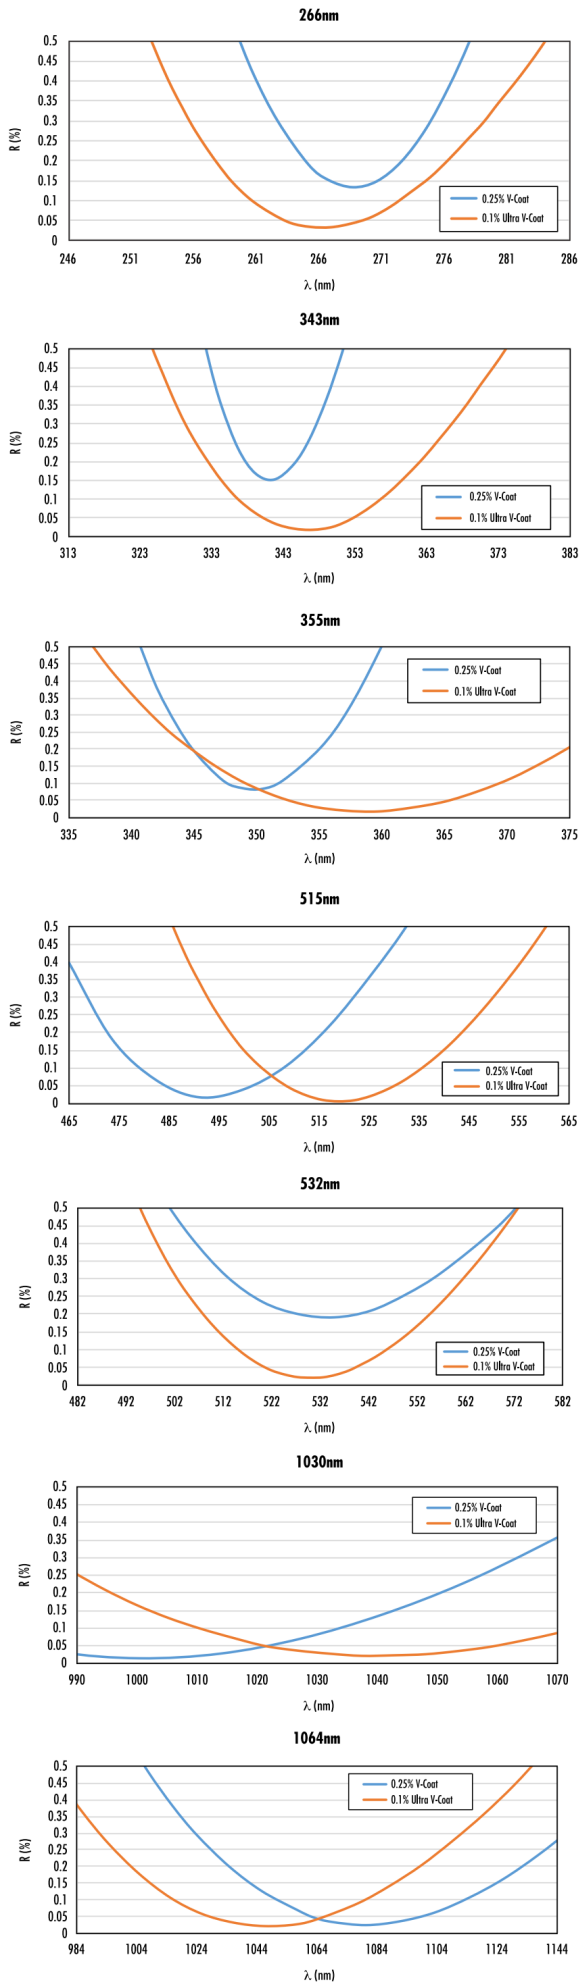 266nm
0.5
0.45
0.4
0.35
0.3
0.25
0.2
0.15
0.1
0.05
0
R (%)
0.25% V-Coat
0.1% Ultra V-Coat
246 251 256 261 266 271 276 281 286
λ (nm)
343nm
0.5
0.45
0.4
0.35
0.3
0.25
0.2
0.15
0.1
0.05
0
R (%)
0.25% V-Coat
0.1% Ultra V-Coat
313 323 333 343 353 363 373 383
λ (nm)
355nm
0.5
0.45
0.4
0.35
0.3
0.25
0.2
0.15
0.1
0.05
0
R (%)
0.25% V-Coat
0.1% Ultra V-Coat
335 340 345 350 355 360 365 370 375
λ (nm)
515nm
0.5
0.45
0.4
0.35
0.3
0.25
0.2
0.15
0.1
0.05
0
R (%)
0.25% V-Coat
0.1% Ultra V-Coat
465 475 485 495 505 515 525 535 545 555 565
λ (nm)
532nm
0.5
0.45
0.4
0.35
0.3
0.25
0.2
0.15
0.1
0.05
0
R (%)
0.25% V-Coat
0.1% Ultra V-Coat
482 492 502 512 522 532 542 552 562 572 582
λ (nm)
1030nm
0.5
0.45
0.4
0.35
0.3
0.25
0.2
0.15
0.1
0.05
0
R (%)
0.25% V-Coat
0.1% Ultra V-Coat
990 1000 1010 1020 1030 1040 1050 1060 1070
λ (nm)
1064nm
0.5
0.45
0.4
0.35
0.3
0.25
0.2
0.15
0.1
0.05
0
R (%)
0.25% V-Coat
0.1% Ultra V-Coat
984 1004 1024 1044 1064 1084 1104 1124 1144
λ (nm)